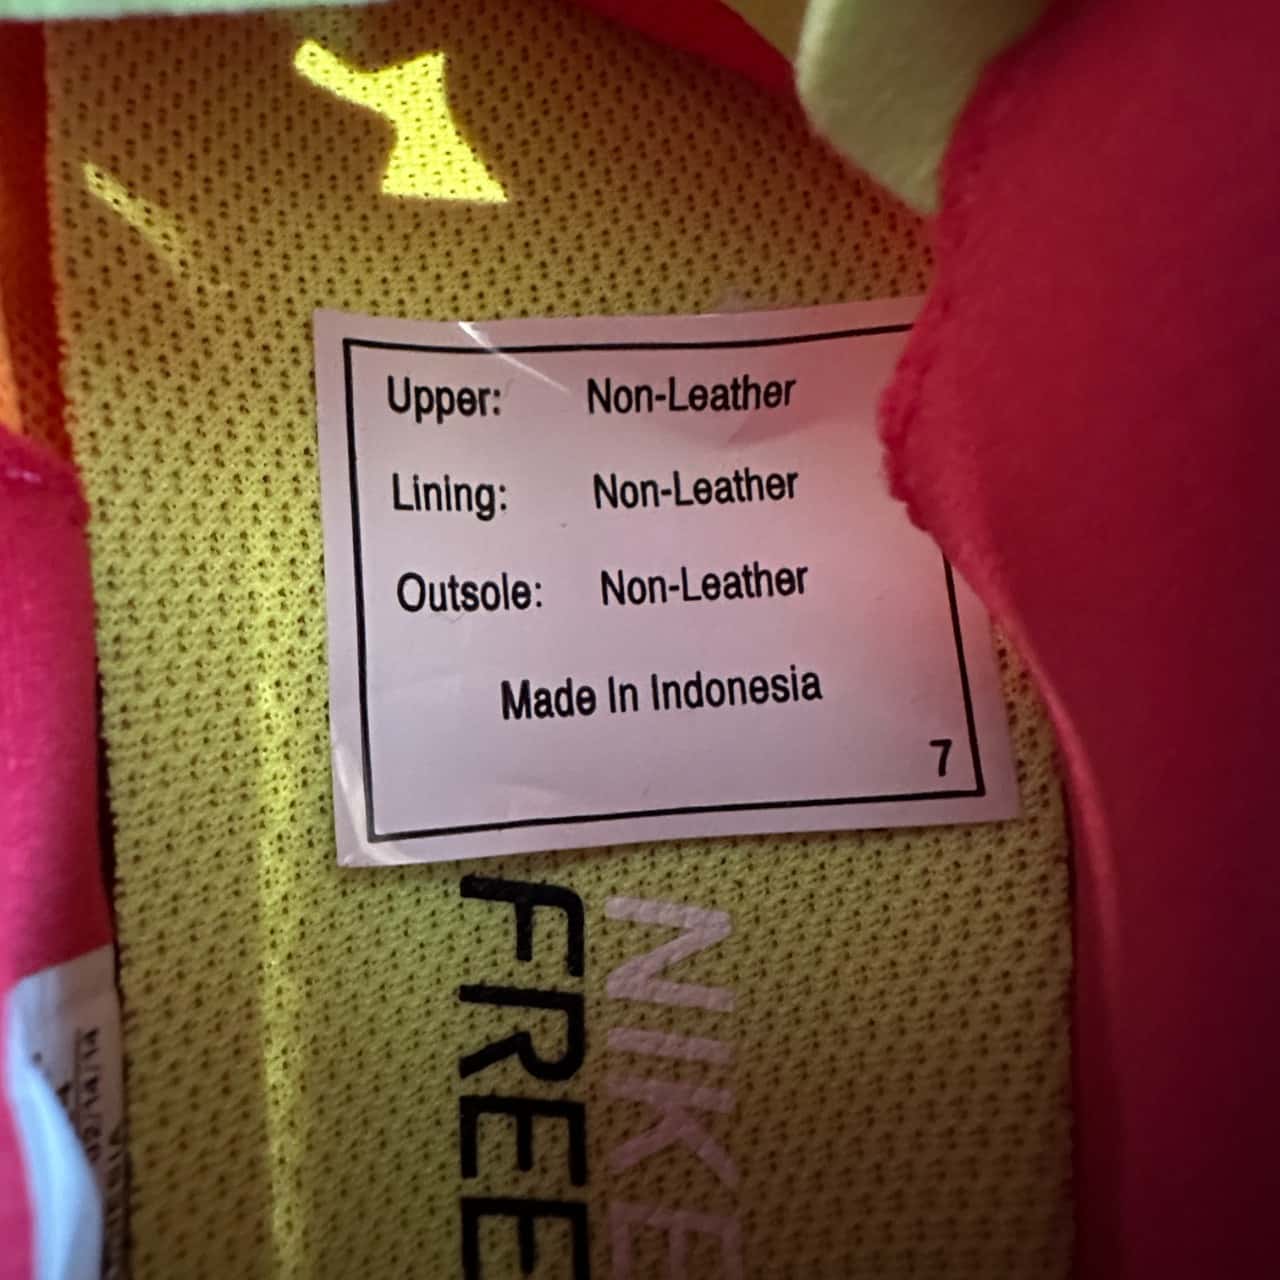 Upper: Non-Leather
Lining: Non-Leather
Outsole: Non-Leather
Made In Indonesia
7
NIKE
FREE